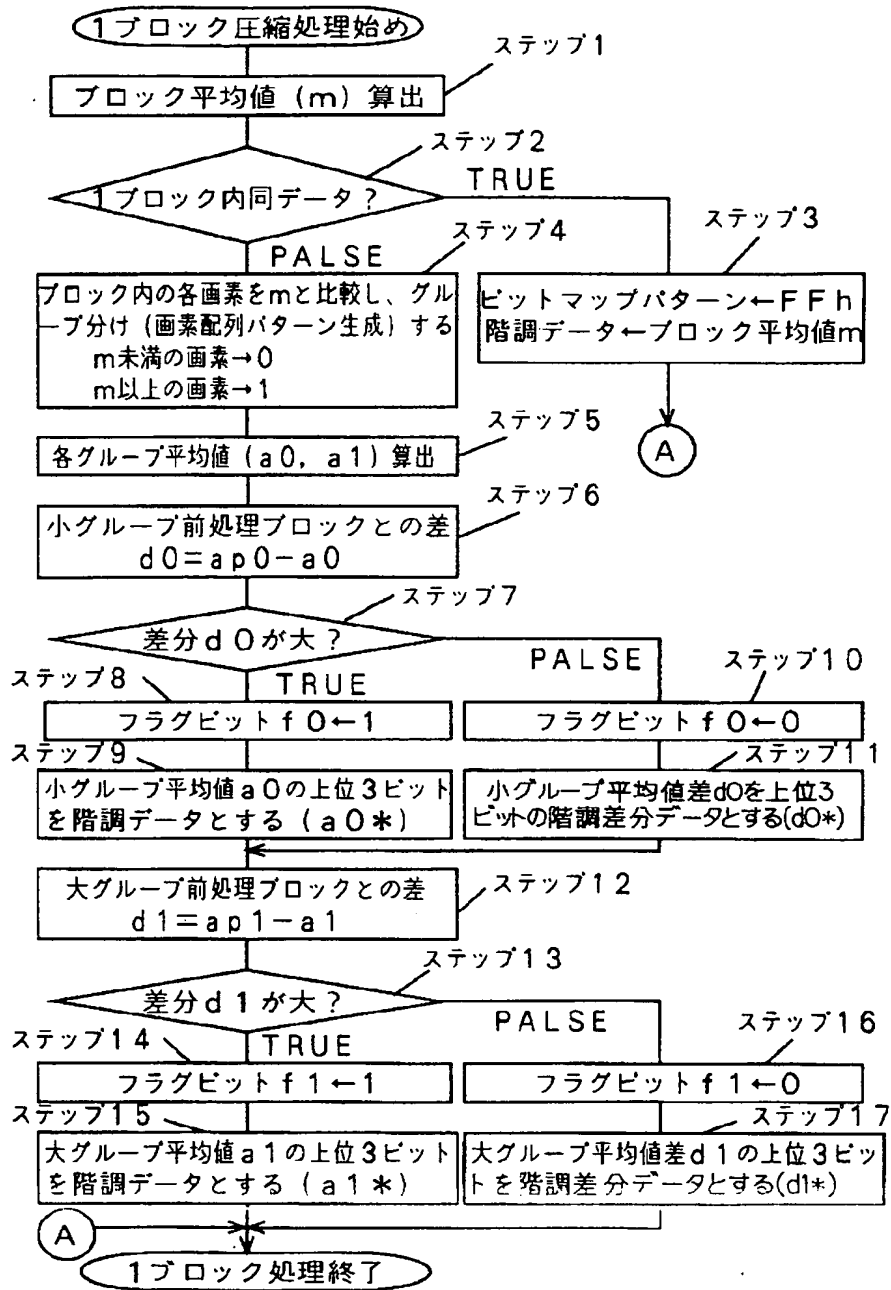 1ブロック圧縮処理始め
ステップ1
ブロック平均値(m)算出
ステップ2
1ブロック内同データ?
TRUE
ステップ3
ビットマップパターン←FFh
階調データ←ブロック平均値m
A
PALSE
ステップ4
ブロック内の各画素をmと比較し、グル
ープ分け(画素配列パターン生成)する
m未満の画素→0
m以上の画素→1
ステップ5
各グループ平均値(a0,a1)算出
ステップ6
小グループ前処理ブロックとの差
d0=ap0-a0
ステップ7
差分d0が大?
ステップ8
TRUE
フラグビットf0←1
ステップ9
小グループ平均値a0の上位3ビット
を階調データとする(a0*)
PALSE
ステップ10
フラグビットf0←0
ステップ11
小グループ平均値差d0を上位3
ビットの階調差分データとする(d0*)
ステップ12
大グループ前処理ブロックとの差
d1=ap1-a1
ステップ13
差分d1が大?
ステップ14
TRUE
フラグビットf1←1
ステップ15
大グループ平均値a1の上位3ビット
を階調データとする(a1*)
PALSE
ステップ16
フラグビットf1←0
ステップ17
大グループ平均値差d1の上位3ビッ
トを階調差分データとする(d1*)
A
1ブロック処理終了